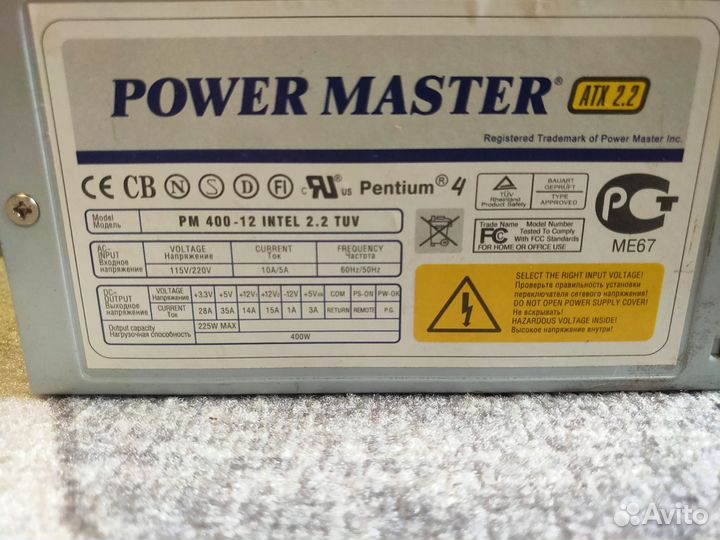 POWER MASTER® ATX 2.2
Registered Trademark of Power Master Inc.
CE CB N S D FI c RU us Pentium® 4
TÜV Rheinland Product Safety
BAUART GEPRÜFT
TYPE APPROVED
Trade Name Model Number
FC Tested To Comply With FCC Standards
FOR HOME OR OFFICE USE
РСТ
ME67
Model Модель PM 400-12 INTEL 2.2 TUV
AC-INPUT Входное напряжение
VOLTAGE Напряжение CURRENT Ток FREQUENCY Частота
115V/220V 10A/5A 60Hz/50Hz
DC-OUTPUT Выходное напряжение
VOLTAGE Напряжение +3.3V +5V +12V1 +12V2 -12V +5VSB COM PS-ON PW-OK
CURRENT Ток 28A 35A 14A 15A 1A 3A RETURN REMOTE P.G.
Output capacity Нагрузочная способность
225W MAX
400W
SELECT THE RIGHT INPUT VOLTAGE!
Проверьте правильность установки
переключателя сетевого напряжения!
DO NOT OPEN POWER SUPPLY COVER!
Не вскрывать!
HAZARDOUS VOLTAGE INSIDE!
Высокое напряжение внутри!
Avito